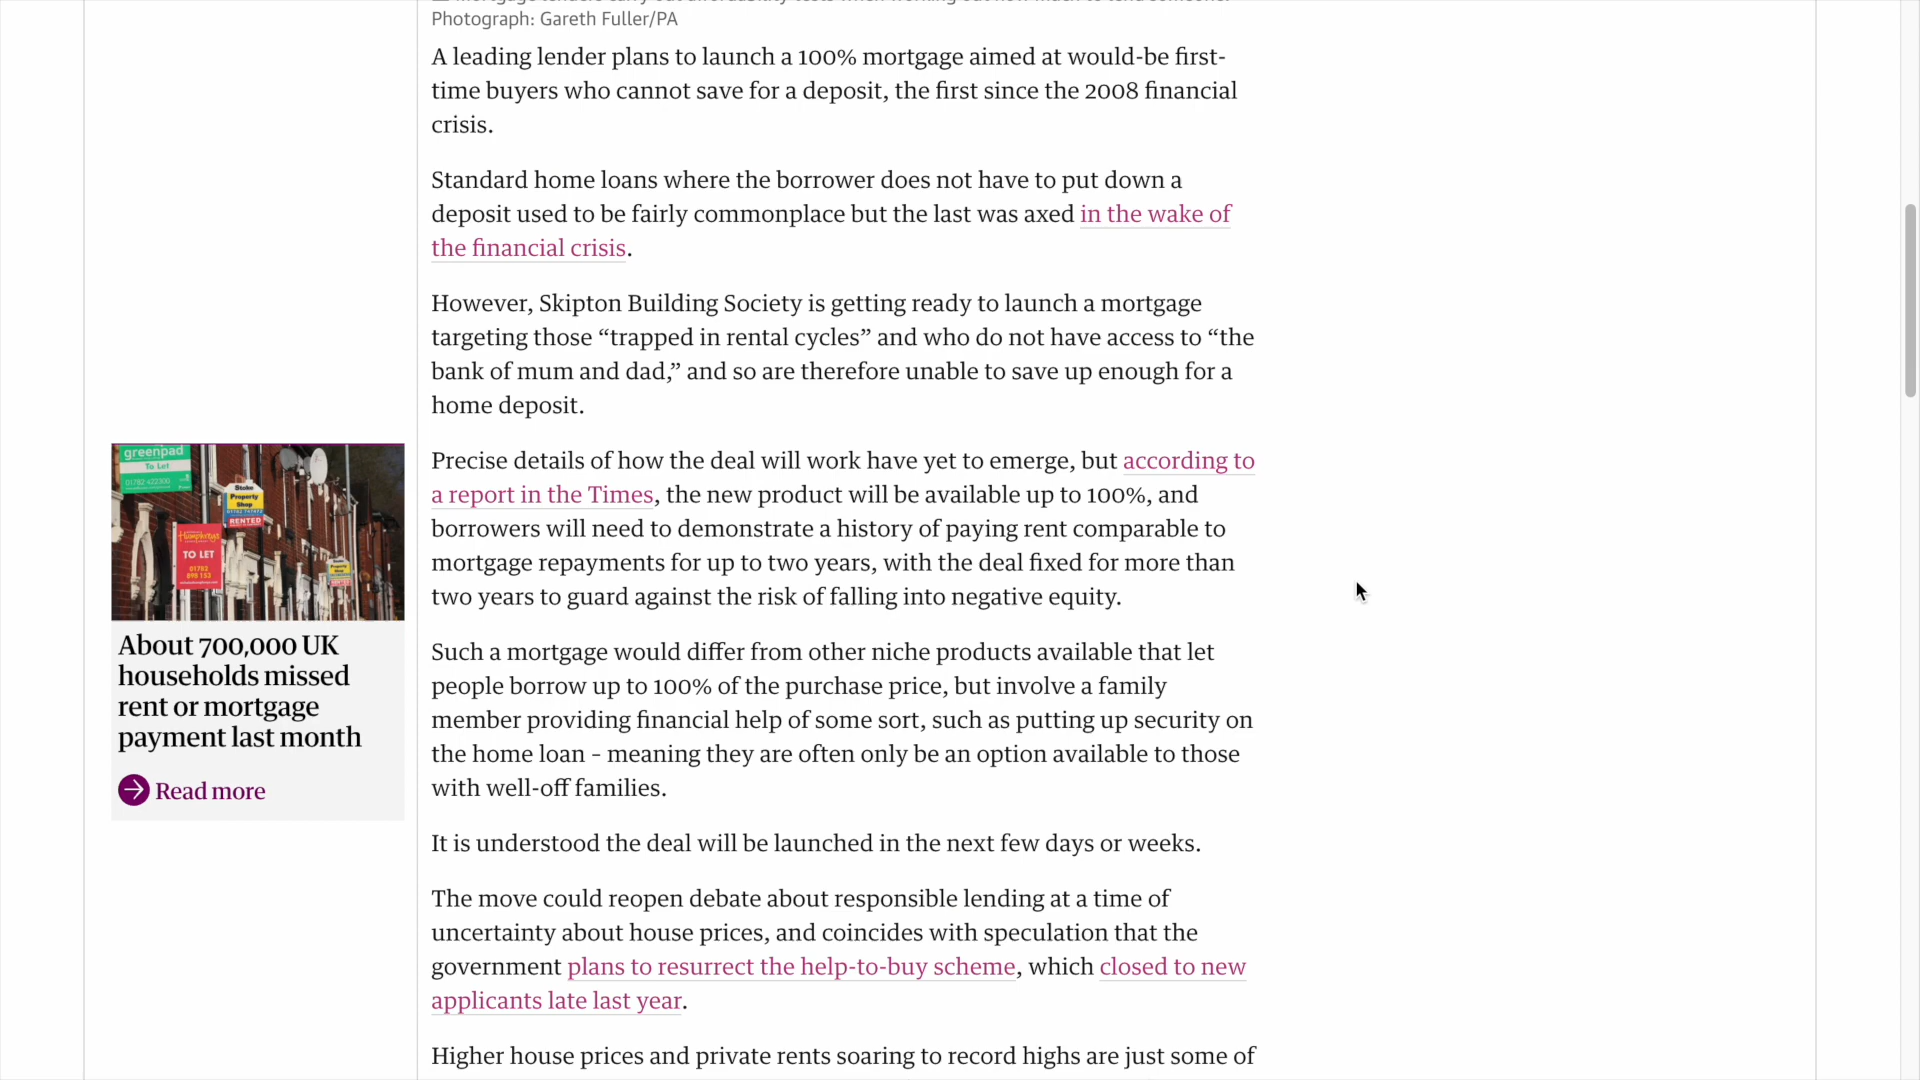 Photograph: Gareth Fuller/PA
A leading lender plans to launch a 100% mortgage aimed at would-be first-
time buyers who cannot save for a deposit, the first since the 2008 financial
crisis.
Standard home loans where the borrower does not have to put down a
deposit used to be fairly commonplace but the last was axed in the wake of
the financial crisis.
However, Skipton Building Society is getting ready to launch a mortgage
targeting those “trapped in rental cycles” and who do not have access to “the
bank of mum and dad,” and so are therefore unable to save up enough for a
home deposit.
Precise details of how the deal will work have yet to emerge, but according to
a report in the Times, the new product will be available up to 100%, and
borrowers will need to demonstrate a history of paying rent comparable to
mortgage repayments for up to two years, with the deal fixed for more than
two years to guard against the risk of falling into negative equity.
Such a mortgage would differ from other niche products available that let
people borrow up to 100% of the purchase price, but involve a family
member providing financial help of some sort, such as putting up security on
the home loan – meaning they are often only be an option available to those
with well-off families.
It is understood the deal will be launched in the next few days or weeks.
The move could reopen debate about responsible lending at a time of
uncertainty about house prices, and coincides with speculation that the
government plans to resurrect the help-to-buy scheme, which closed to new
applicants late last year.
Higher house prices and private rents soaring to record highs are just some of
greenpad
To Let
Stoke
Property
Shop
RENTED
Humphreys
TO LET
01782
About 700,000 UK
households missed
rent or mortgage
payment last month
Read more